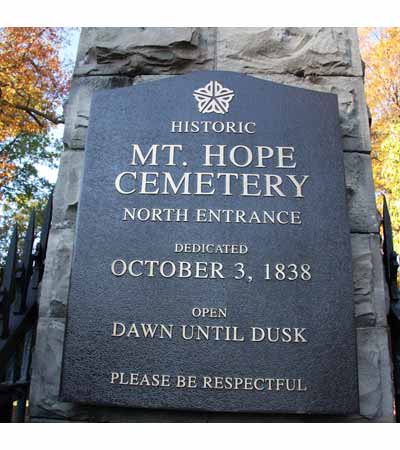 HISTORIC
MT. HOPE
CEMETERY
NORTH ENTRANCE
DEDICATED
OCTOBER 3, 1838
OPEN
DAWN UNTIL DUSK
PLEASE BE RESPECTFUL